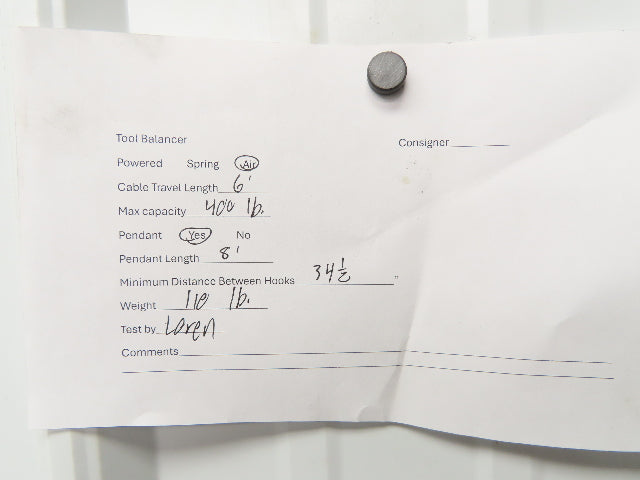 Tool Balancer
Consigner
Powered Spring Air
Cable Travel Length 6'
Max capacity 400 lb.
Pendant Yes No
Pendant Length 8'
Minimum Distance Between Hooks 34 1/2 "
Weight 110 lb.
Test by Loren
Comments